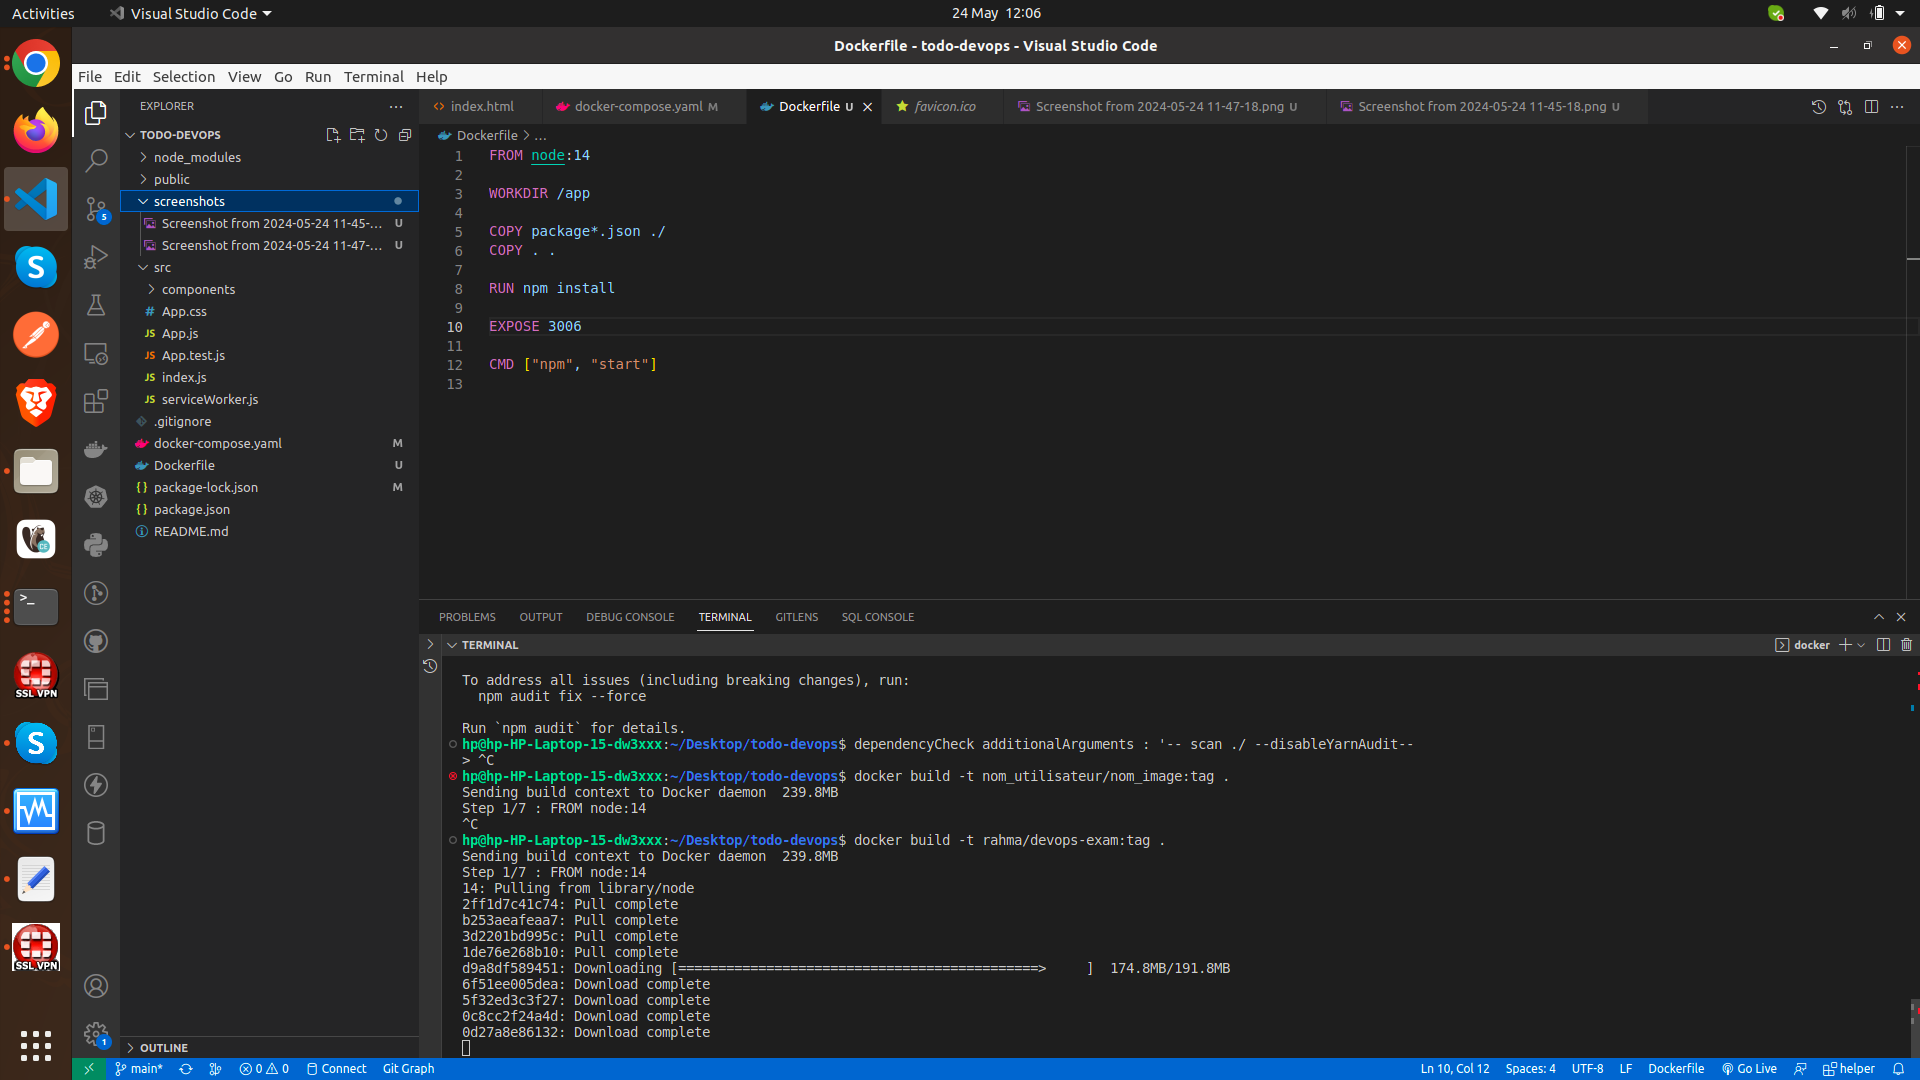 Activities
Visual Studio Code
24 May 12:06
Dockerfile - todo-devops - Visual Studio Code
File Edit Selection View Go Run Terminal Help
EXPLORER
index.html
docker-compose.yaml M
Dockerfile U
favicon.ico
Screenshot from 2024-05-24 11-47-18.png U
Screenshot from 2024-05-24 11-45-18.png U
TODO-DEVOPS
node_modules
public
screenshots
Screenshot from 2024-05-24 11-45-... U
Screenshot from 2024-05-24 11-47-... U
src
components
# App.css
JS App.js
JS App.test.js
JS index.js
JS serviceWorker.js
.gitignore
docker-compose.yaml M
Dockerfile U
{} package-lock.json M
{} package.json
README.md
OUTLINE
5
1
SSL VPN
SSL VPN
Dockerfile > ...
1 FROM node:14
2
3 WORKDIR /app
4
5 COPY package*.json ./
6 COPY . .
7
8 RUN npm install
9
10 EXPOSE 3006
11
12 CMD ["npm", "start"]
13
PROBLEMS OUTPUT DEBUG CONSOLE TERMINAL GITLENS SQL CONSOLE
TERMINAL
docker
To address all issues (including breaking changes), run:
npm audit fix --force
Run `npm audit` for details.
hp@hp-HP-Laptop-15-dw3xxx:~/Desktop/todo-devops$ dependencyCheck additionalArguments : '-- scan ./ --disableYarnAudit--
> ^C
hp@hp-HP-Laptop-15-dw3xxx:~/Desktop/todo-devops$ docker build -t nom_utilisateur/nom_image:tag .
Sending build context to Docker daemon 239.8MB
Step 1/7 : FROM node:14
^C
hp@hp-HP-Laptop-15-dw3xxx:~/Desktop/todo-devops$ docker build -t rahma/devops-exam:tag .
Sending build context to Docker daemon 239.8MB
Step 1/7 : FROM node:14
14: Pulling from library/node
2ff1d7c41c74: Pull complete
b253aeafeaa7: Pull complete
3d2201bd995c: Pull complete
1de76e268b10: Pull complete
d9a8df589451: Downloading [=============================================>     ] 174.8MB/191.8MB
6f51ee005dea: Download complete
5f32ed3c3f27: Download complete
0c8cc2f24a4d: Download complete
0d27a8e86132: Download complete
main* 0 0 Connect Git Graph
Ln 10, Col 12 Spaces: 4 UTF-8 LF Dockerfile Go Live helper